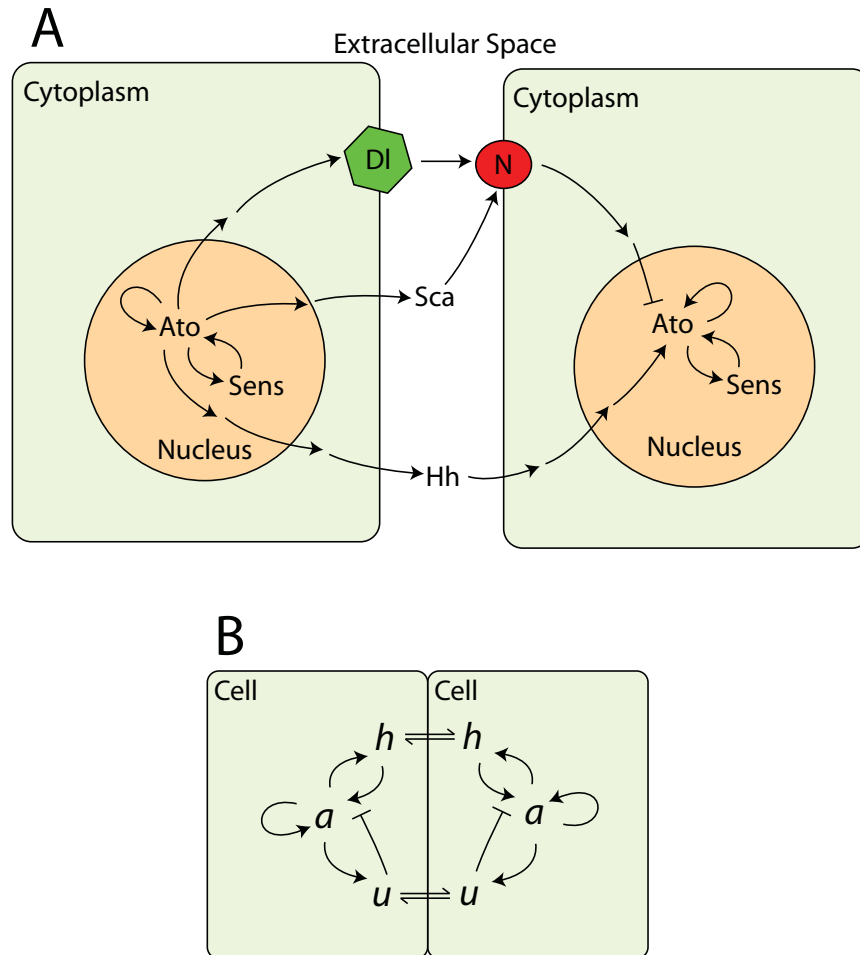 A
Extracellular Space
Cytoplasm
Cytoplasm
Dl
N
Sca
Ato
Ato
Sens
Sens
Nucleus
Nucleus
Hh
B
Cell
Cell
h
h
a
a
u
u